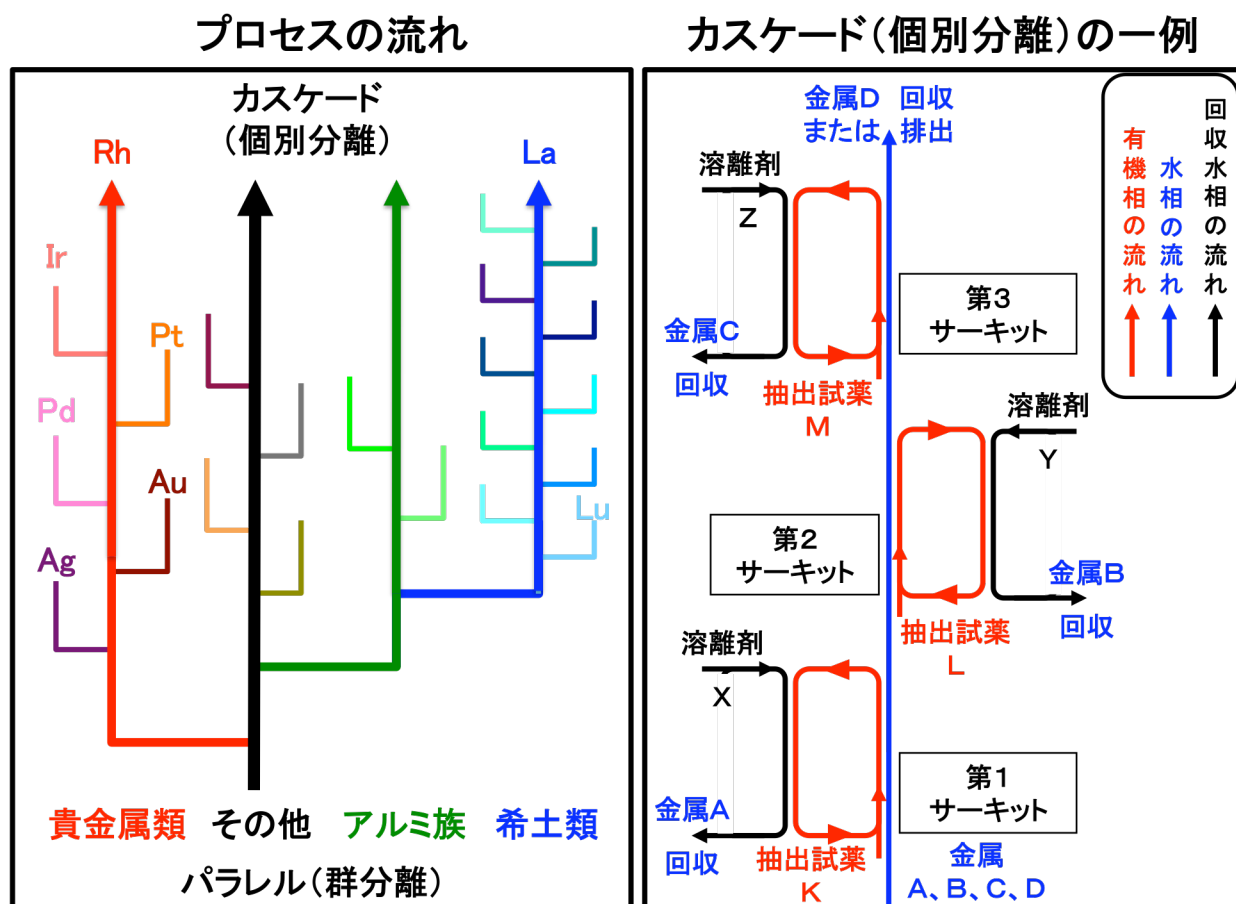 プロセスの流れ
カスケード
（個別分離）
Rh
La
Ir
Pt
Pd
Au
Ag
Lu
貴金属類
その他
アルミ族
希土類
パラレル（群分離）
カスケード（個別分離）の一例
金属D 回収
または 排出
有機相の流れ
水相の流れ
回収水相の流れ
溶離剤
Z
第３
サーキット
金属C
回収
抽出試薬
M
溶離剤
Y
第２
サーキット
金属B
回収
抽出試薬
L
溶離剤
X
第１
サーキット
金属A
回収
抽出試薬
K
金属
A、B、C、D